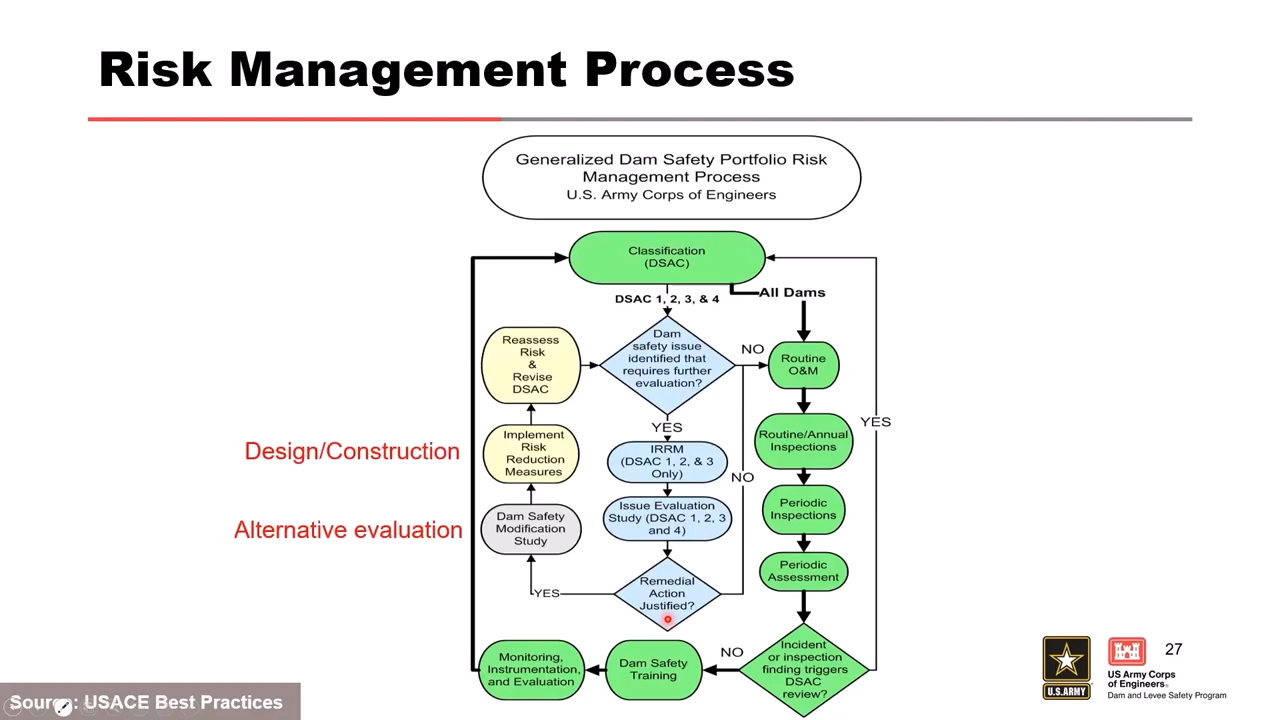 Risk Management Process
Generalized Dam Safety Portfolio Risk
Management Process
U.S. Army Corps of Engineers
Classification
(DSAC)
DSAC 1, 2, 3, & 4
All Dams
Dam
safety issue
identified that
requires further
evaluation?
NO
Routine
O&M
Reassess
Risk
&
Revise
DSAC
YES
YES
Design/Construction
Implement
Risk
Reduction
Measures
IRRM
(DSAC 1, 2, & 3
Only)
NO
Routine/Annual
Inspections
Alternative evaluation
Dam Safety
Modification
Study
Issue Evaluation
Study (DSAC 1, 2, 3
and 4)
Periodic
Inspections
Periodic
Assessment
YES
Remedial
Action
Justified?
Monitoring,
Instrumentation,
and Evaluation
Dam Safety
Training
NO
Incident
or inspection
finding triggers
DSAC
review?
U.S. ARMY
US Army Corps
of Engineers®
Dam and Levee Safety Program
27
Source: USACE Best Practices